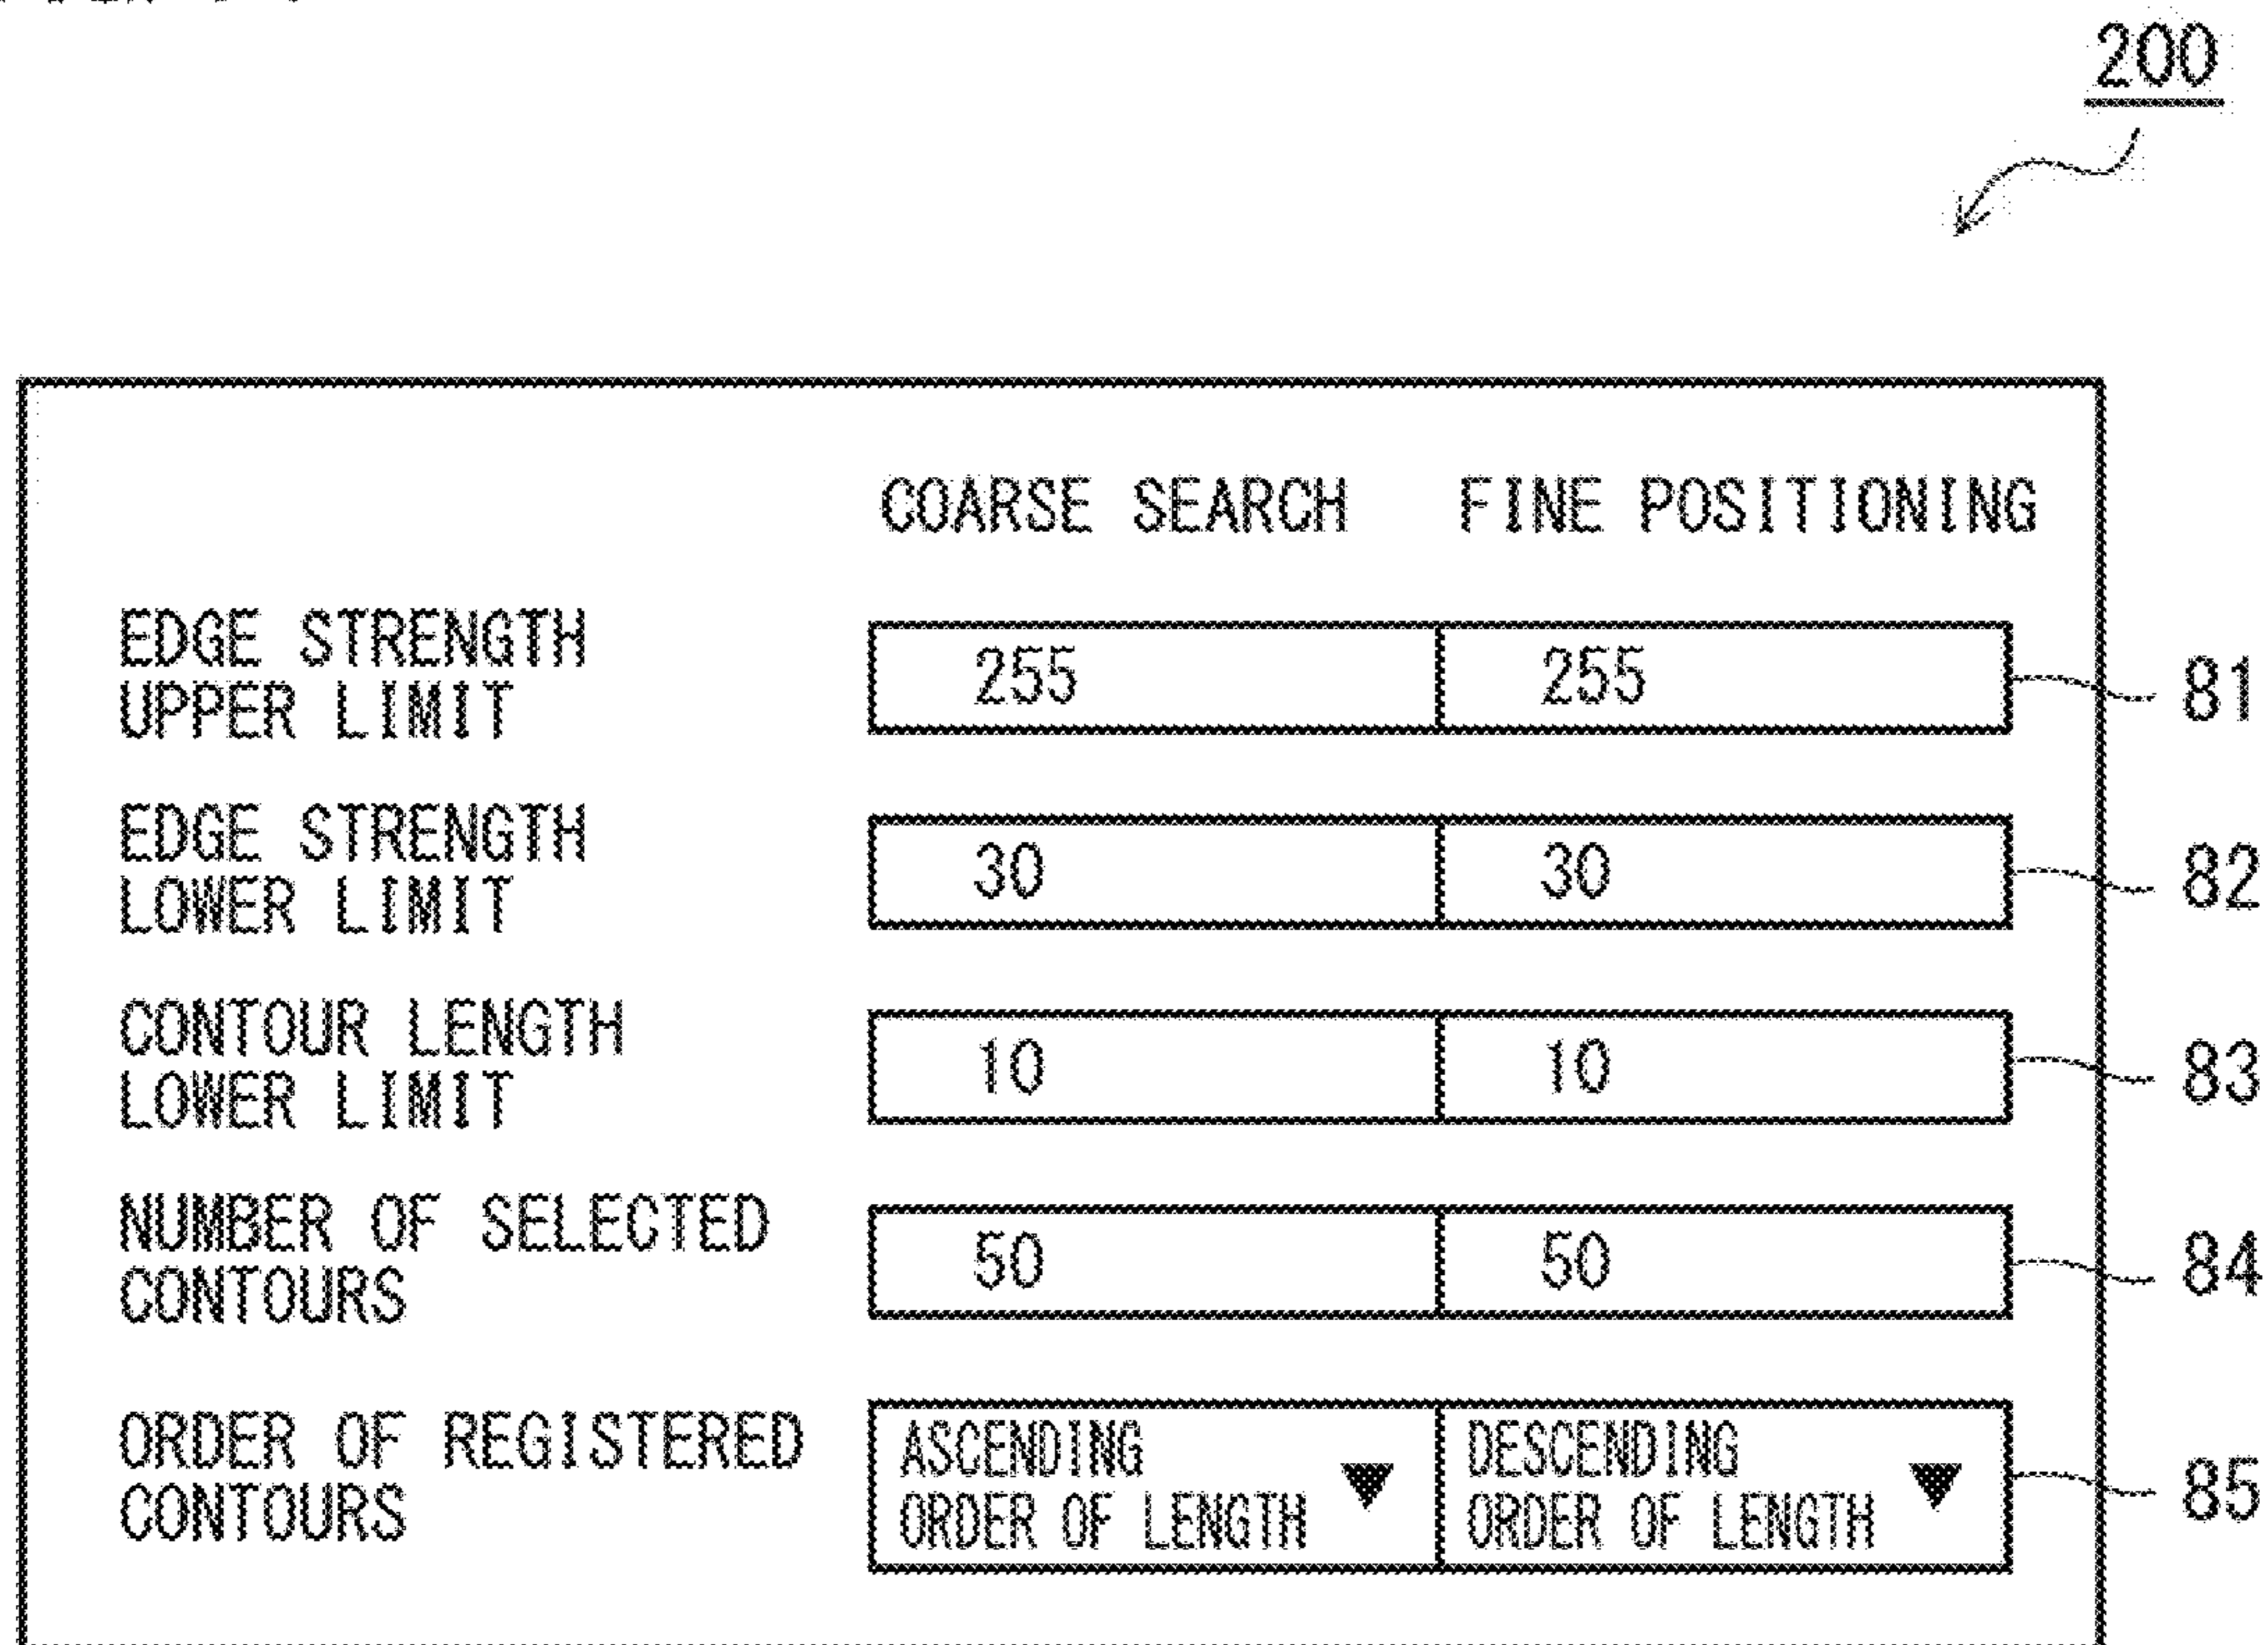 200
COARSE SEARCH FINE POSITIONING
EDGE STRENGTH
UPPER LIMIT
255 255 81
EDGE STRENGTH
LOWER LIMIT
30 30 82
CONTOUR LENGTH
LOWER LIMIT
10 10 83
NUMBER OF SELECTED
CONTOURS
50 50 84
ORDER OF REGISTERED
CONTOURS
ASCENDING
ORDER OF LENGTH ▼
DESCENDING
ORDER OF LENGTH ▼
85